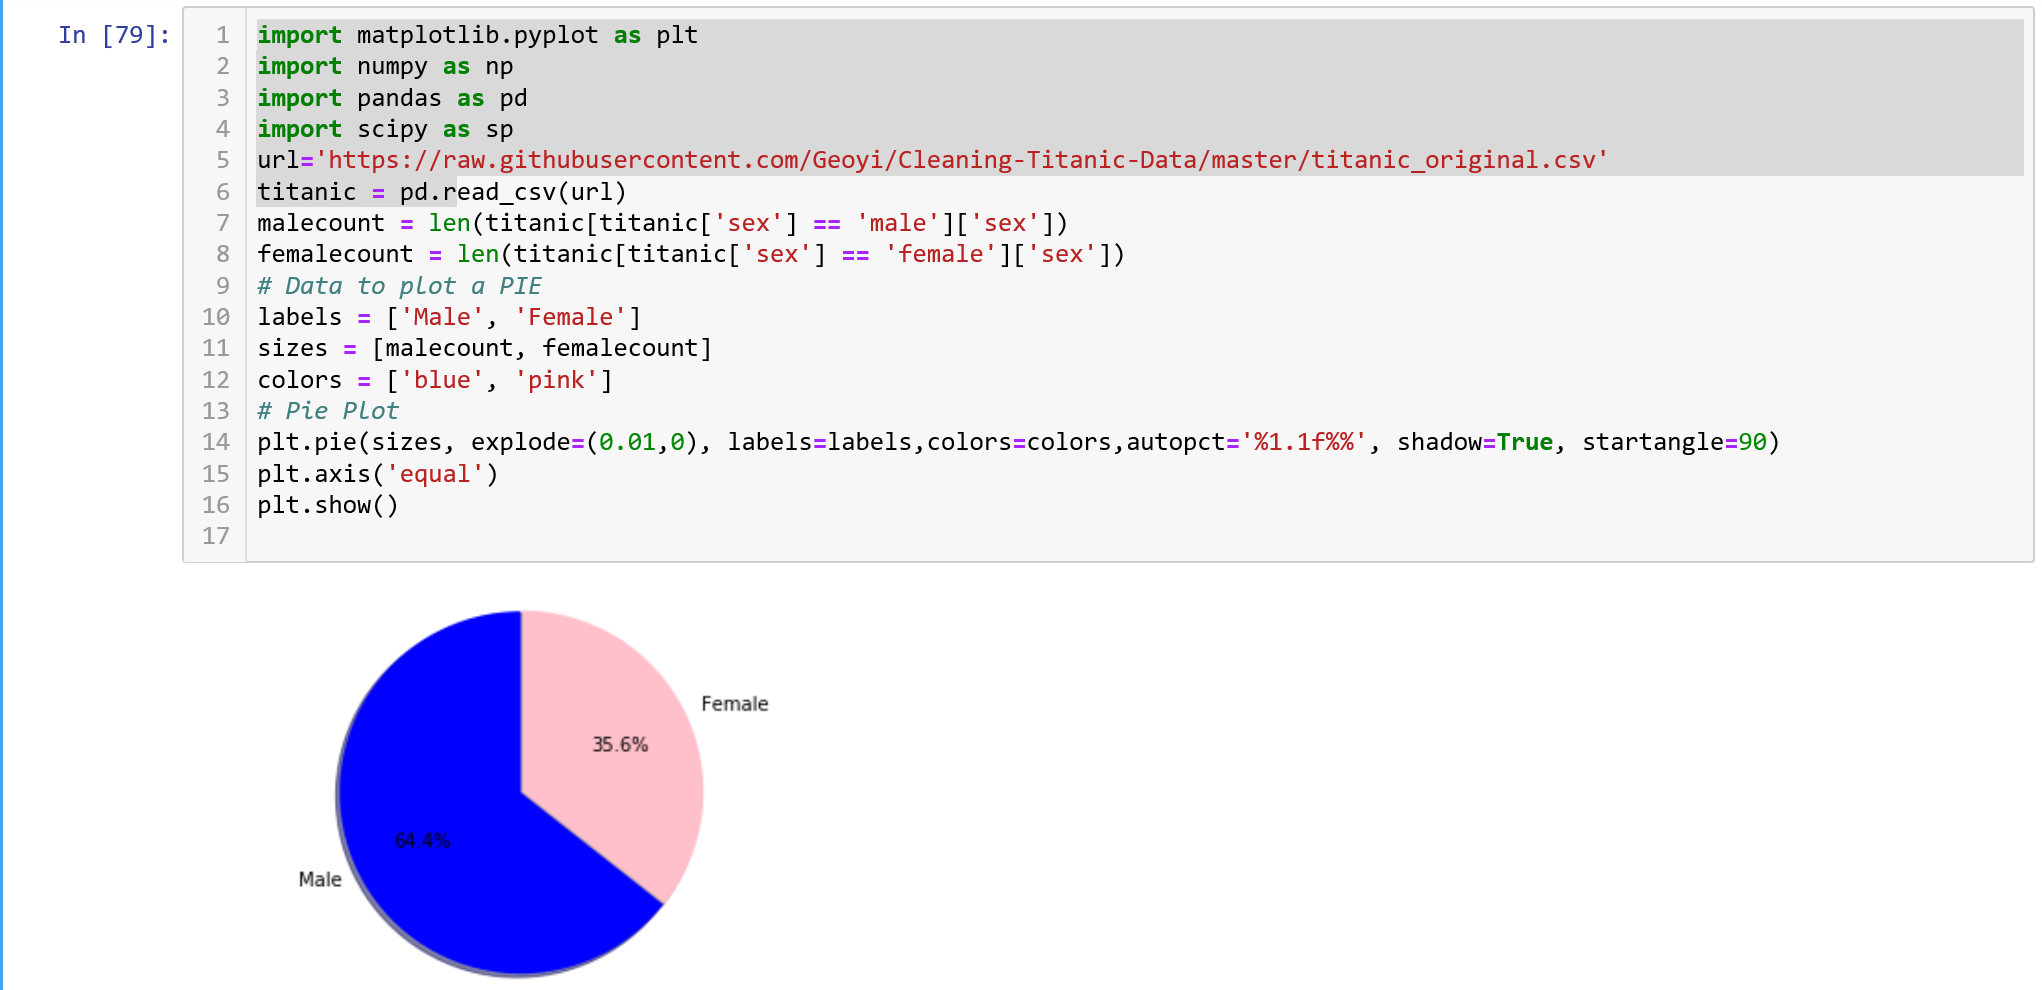 In [79]:
1 import matplotlib.pyplot as plt
2 import numpy as np
3 import pandas as pd
4 import scipy as sp
5 url='https://raw.githubusercontent.com/Geoyi/Cleaning-Titanic-Data/master/titanic_original.csv'
6 titanic = pd.read_csv(url)
7 malecount = len(titanic[titanic['sex'] == 'male']['sex'])
8 femalecount = len(titanic[titanic['sex'] == 'female']['sex'])
9 # Data to plot a PIE
10 labels = ['Male', 'Female']
11 sizes = [malecount, femalecount]
12 colors = ['blue', 'pink']
13 # Pie Plot
14 plt.pie(sizes, explode=(0.01,0), labels=labels,colors=colors,autopct='%1.1f%%', shadow=True, startangle=90)
15 plt.axis('equal')
16 plt.show()
17
Female
35.6%
64.4%
Male